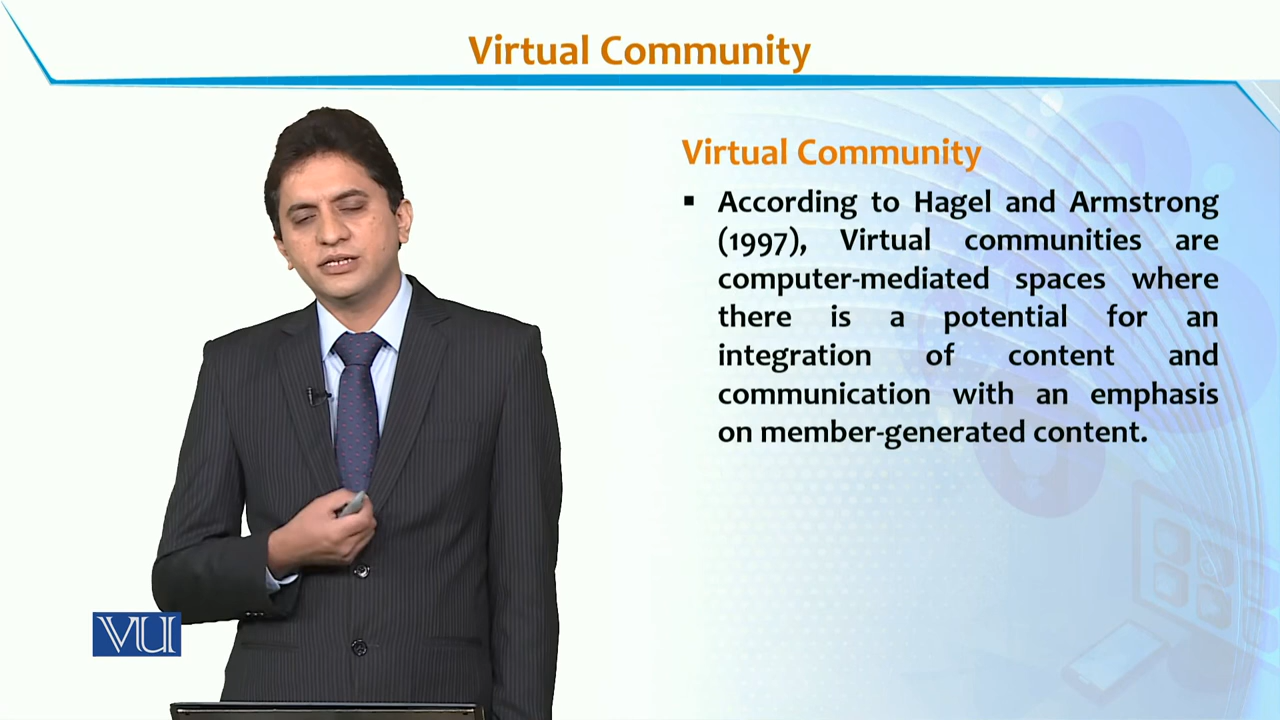 Virtual Community
Virtual Community
▪ According to Hagel and Armstrong
(1997), Virtual communities are
computer-mediated spaces where
there is a potential for an
integration of content and
communication with an emphasis
on member-generated content.
VU